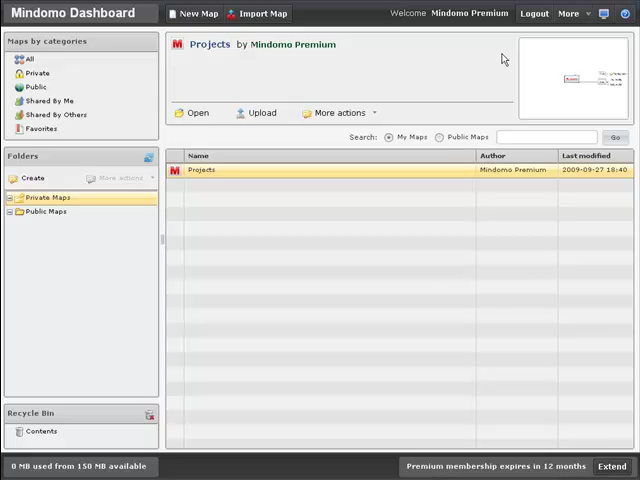 Mindomo Dashboard
New Map
Import Map
Welcome Mindomo Premium
Logout
More
Maps by categories
All
Private
Public
Shared By Me
Shared By Others
Favorites
Projects by Mindomo Premium
Open
Upload
More actions
Search:
My Maps
Public Maps
Go
Folders
Create
More actions
Private Maps
Public Maps
Name
Author
Last modified
Projects
Mindomo Premium
2009-09-27 18:40
Recycle Bin
Contents
0 MB used from 150 MB available
Premium membership expires in 12 months
Extend